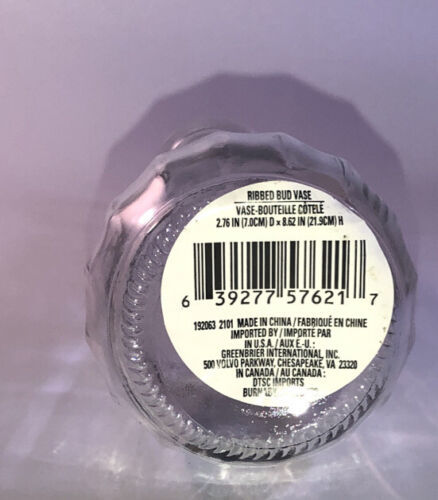 RIBBED BUD VASE
VASE-BOUTEILLE CÔTELÉ
2.76 IN (7.0CM) D x 8.62 IN (21.9CM) H
6 39277 57621 7
192063 2101 MADE IN CHINA / FABRIQUÉ EN CHINE
IMPORTED BY / IMPORTÉ PAR
IN U.S.A. / AUX É.-U. :
GREENBRIER INTERNATIONAL, INC.
500 VOLVO PARKWAY, CHESAPEAKE, VA 23320
IN CANADA / AU CANADA :
DTSC IMPORTS